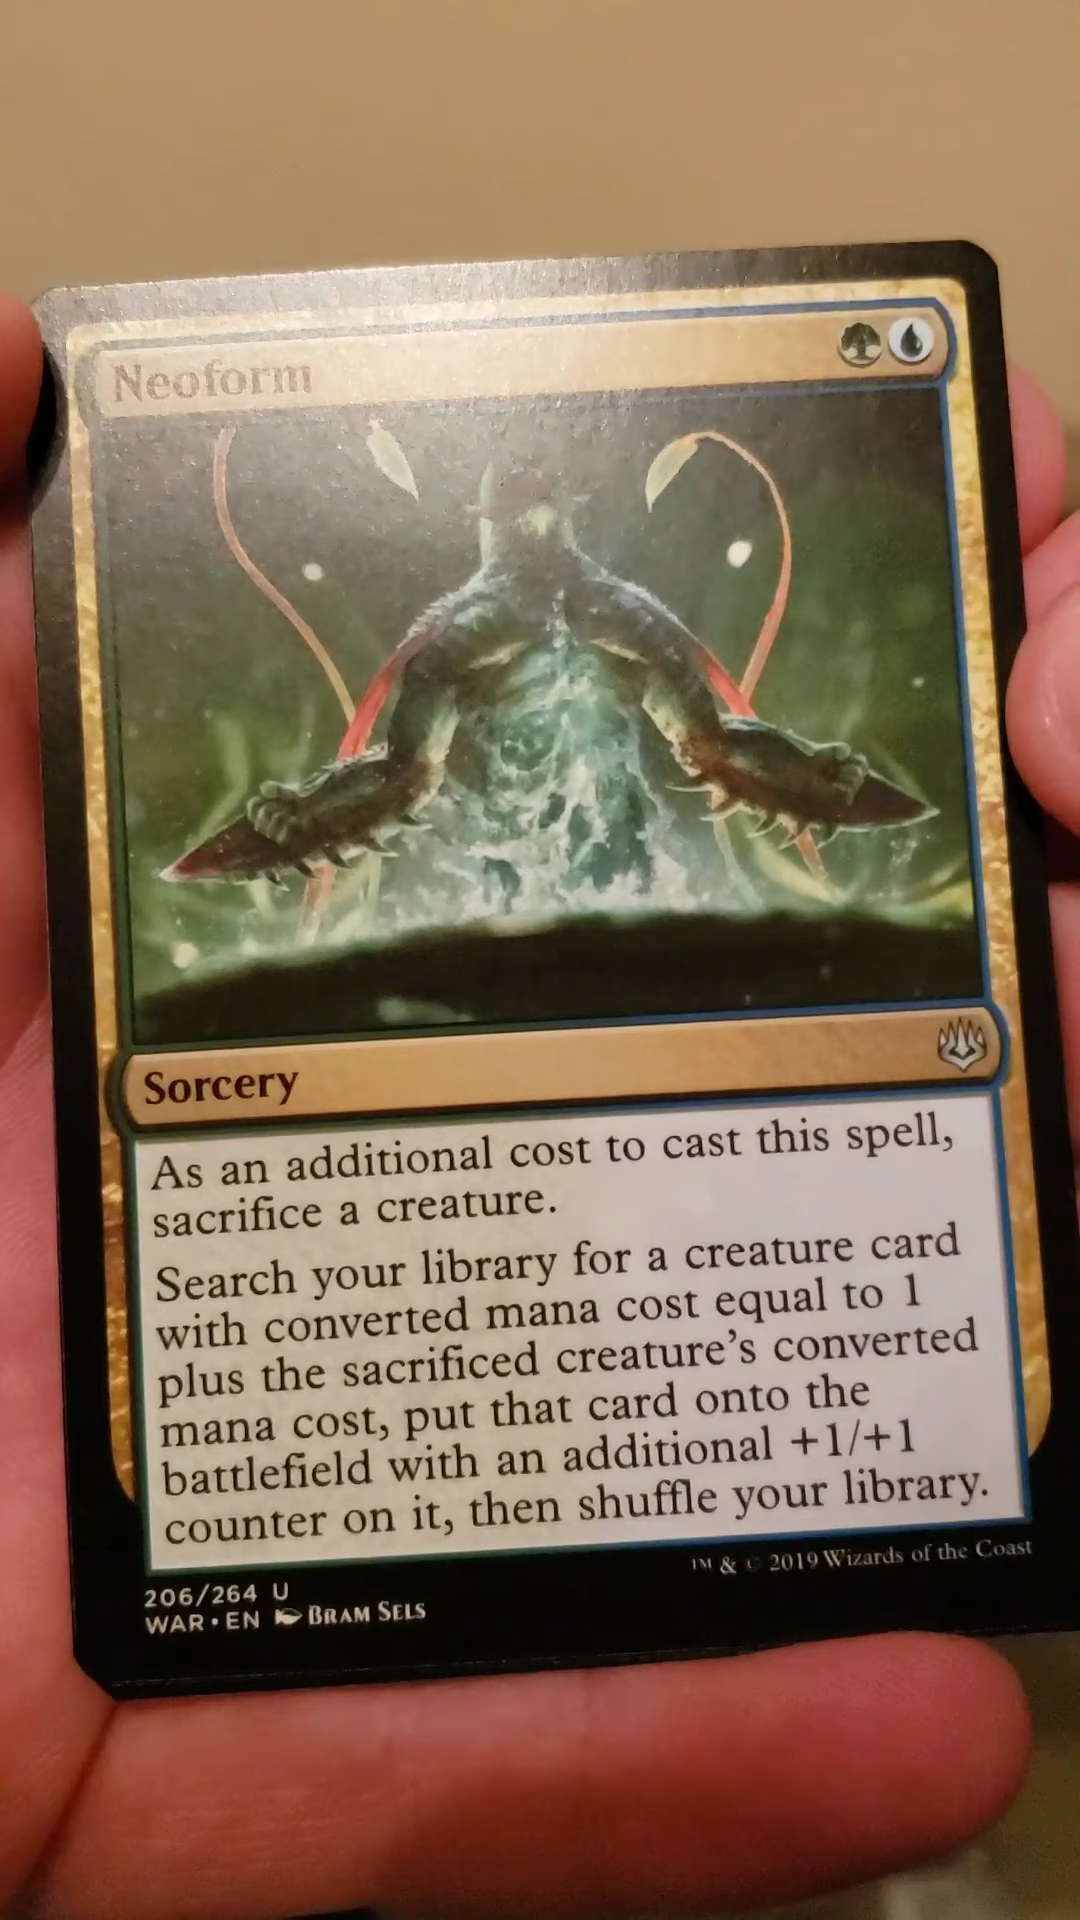 Neoform
Sorcery
As an additional cost to cast this spell,
sacrifice a creature.
Search your library for a creature card
with converted mana cost equal to 1
plus the sacrificed creature's converted
mana cost, put that card onto the
battlefield with an additional +1/+1
counter on it, then shuffle your library.
206/264 U
WAR • EN BRAM SELS
™ & © 2019 Wizards of the Coast